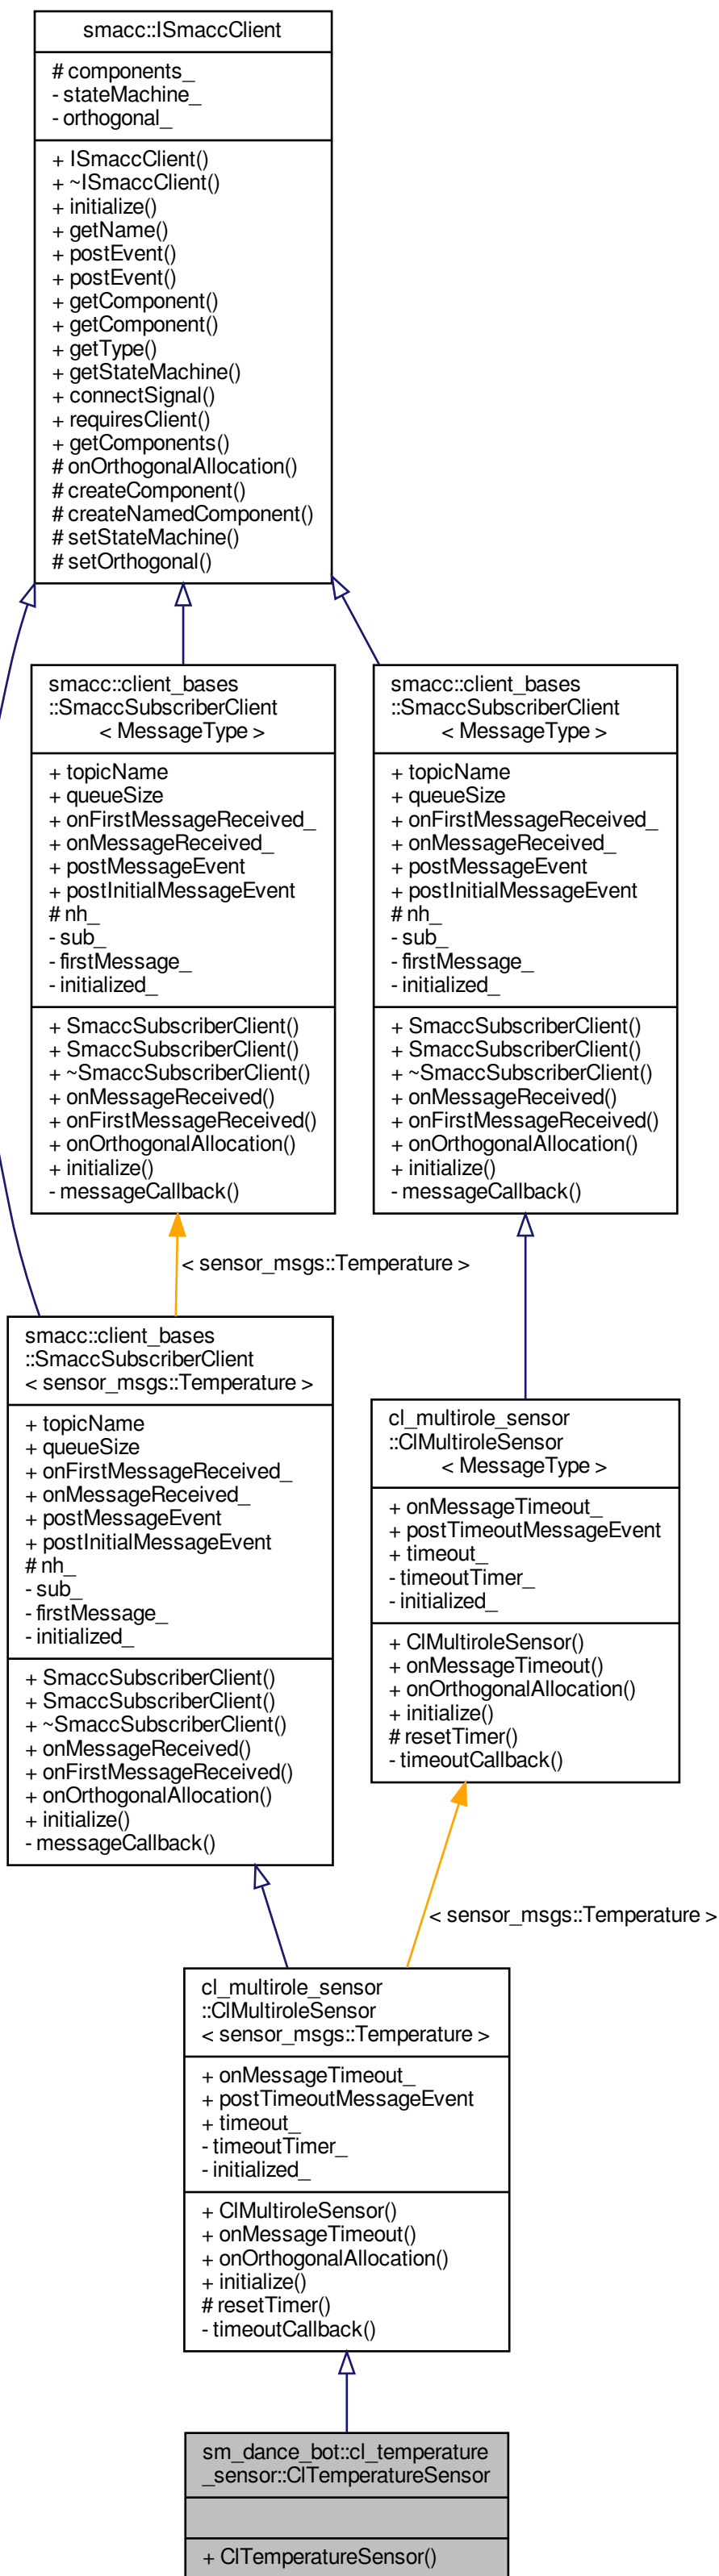 smacc::ISmaccClient
# components_
- stateMachine_
- orthogonal_
+ ISmaccClient()
+ ~ISmaccClient()
+ initialize()
+ getName()
+ postEvent()
+ postEvent()
+ getComponent()
+ getComponent()
+ getType()
+ getStateMachine()
+ connectSignal()
+ requiresClient()
+ getComponents()
# onOrthogonalAllocation()
# createComponent()
# createNamedComponent()
# setStateMachine()
# setOrthogonal()
smacc::client_bases
::SmaccSubscriberClient
< MessageType >
+ topicName
+ queueSize
+ onFirstMessageReceived_
+ onMessageReceived_
+ postMessageEvent
+ postInitialMessageEvent
# nh_
- sub_
- firstMessage_
- initialized_
+ SmaccSubscriberClient()
+ SmaccSubscriberClient()
+ ~SmaccSubscriberClient()
+ onMessageReceived()
+ onFirstMessageReceived()
+ onOrthogonalAllocation()
+ initialize()
- messageCallback()
smacc::client_bases
::SmaccSubscriberClient
< MessageType >
+ topicName
+ queueSize
+ onFirstMessageReceived_
+ onMessageReceived_
+ postMessageEvent
+ postInitialMessageEvent
# nh_
- sub_
- firstMessage_
- initialized_
+ SmaccSubscriberClient()
+ SmaccSubscriberClient()
+ ~SmaccSubscriberClient()
+ onMessageReceived()
+ onFirstMessageReceived()
+ onOrthogonalAllocation()
+ initialize()
- messageCallback()
< sensor_msgs::Temperature >
smacc::client_bases
::SmaccSubscriberClient
< sensor_msgs::Temperature >
+ topicName
+ queueSize
+ onFirstMessageReceived_
+ onMessageReceived_
+ postMessageEvent
+ postInitialMessageEvent
# nh_
- sub_
- firstMessage_
- initialized_
+ SmaccSubscriberClient()
+ SmaccSubscriberClient()
+ ~SmaccSubscriberClient()
+ onMessageReceived()
+ onFirstMessageReceived()
+ onOrthogonalAllocation()
+ initialize()
- messageCallback()
cl_multirole_sensor
::ClMultiroleSensor
< MessageType >
+ onMessageTimeout_
+ postTimeoutMessageEvent
+ timeout_
- timeoutTimer_
- initialized_
+ ClMultiroleSensor()
+ onMessageTimeout()
+ onOrthogonalAllocation()
+ initialize()
# resetTimer()
- timeoutCallback()
< sensor_msgs::Temperature >
cl_multirole_sensor
::ClMultiroleSensor
< sensor_msgs::Temperature >
+ onMessageTimeout_
+ postTimeoutMessageEvent
+ timeout_
- timeoutTimer_
- initialized_
+ ClMultiroleSensor()
+ onMessageTimeout()
+ onOrthogonalAllocation()
+ initialize()
# resetTimer()
- timeoutCallback()
sm_dance_bot::cl_temperature
_sensor::ClTemperatureSensor
+ ClTemperatureSensor()